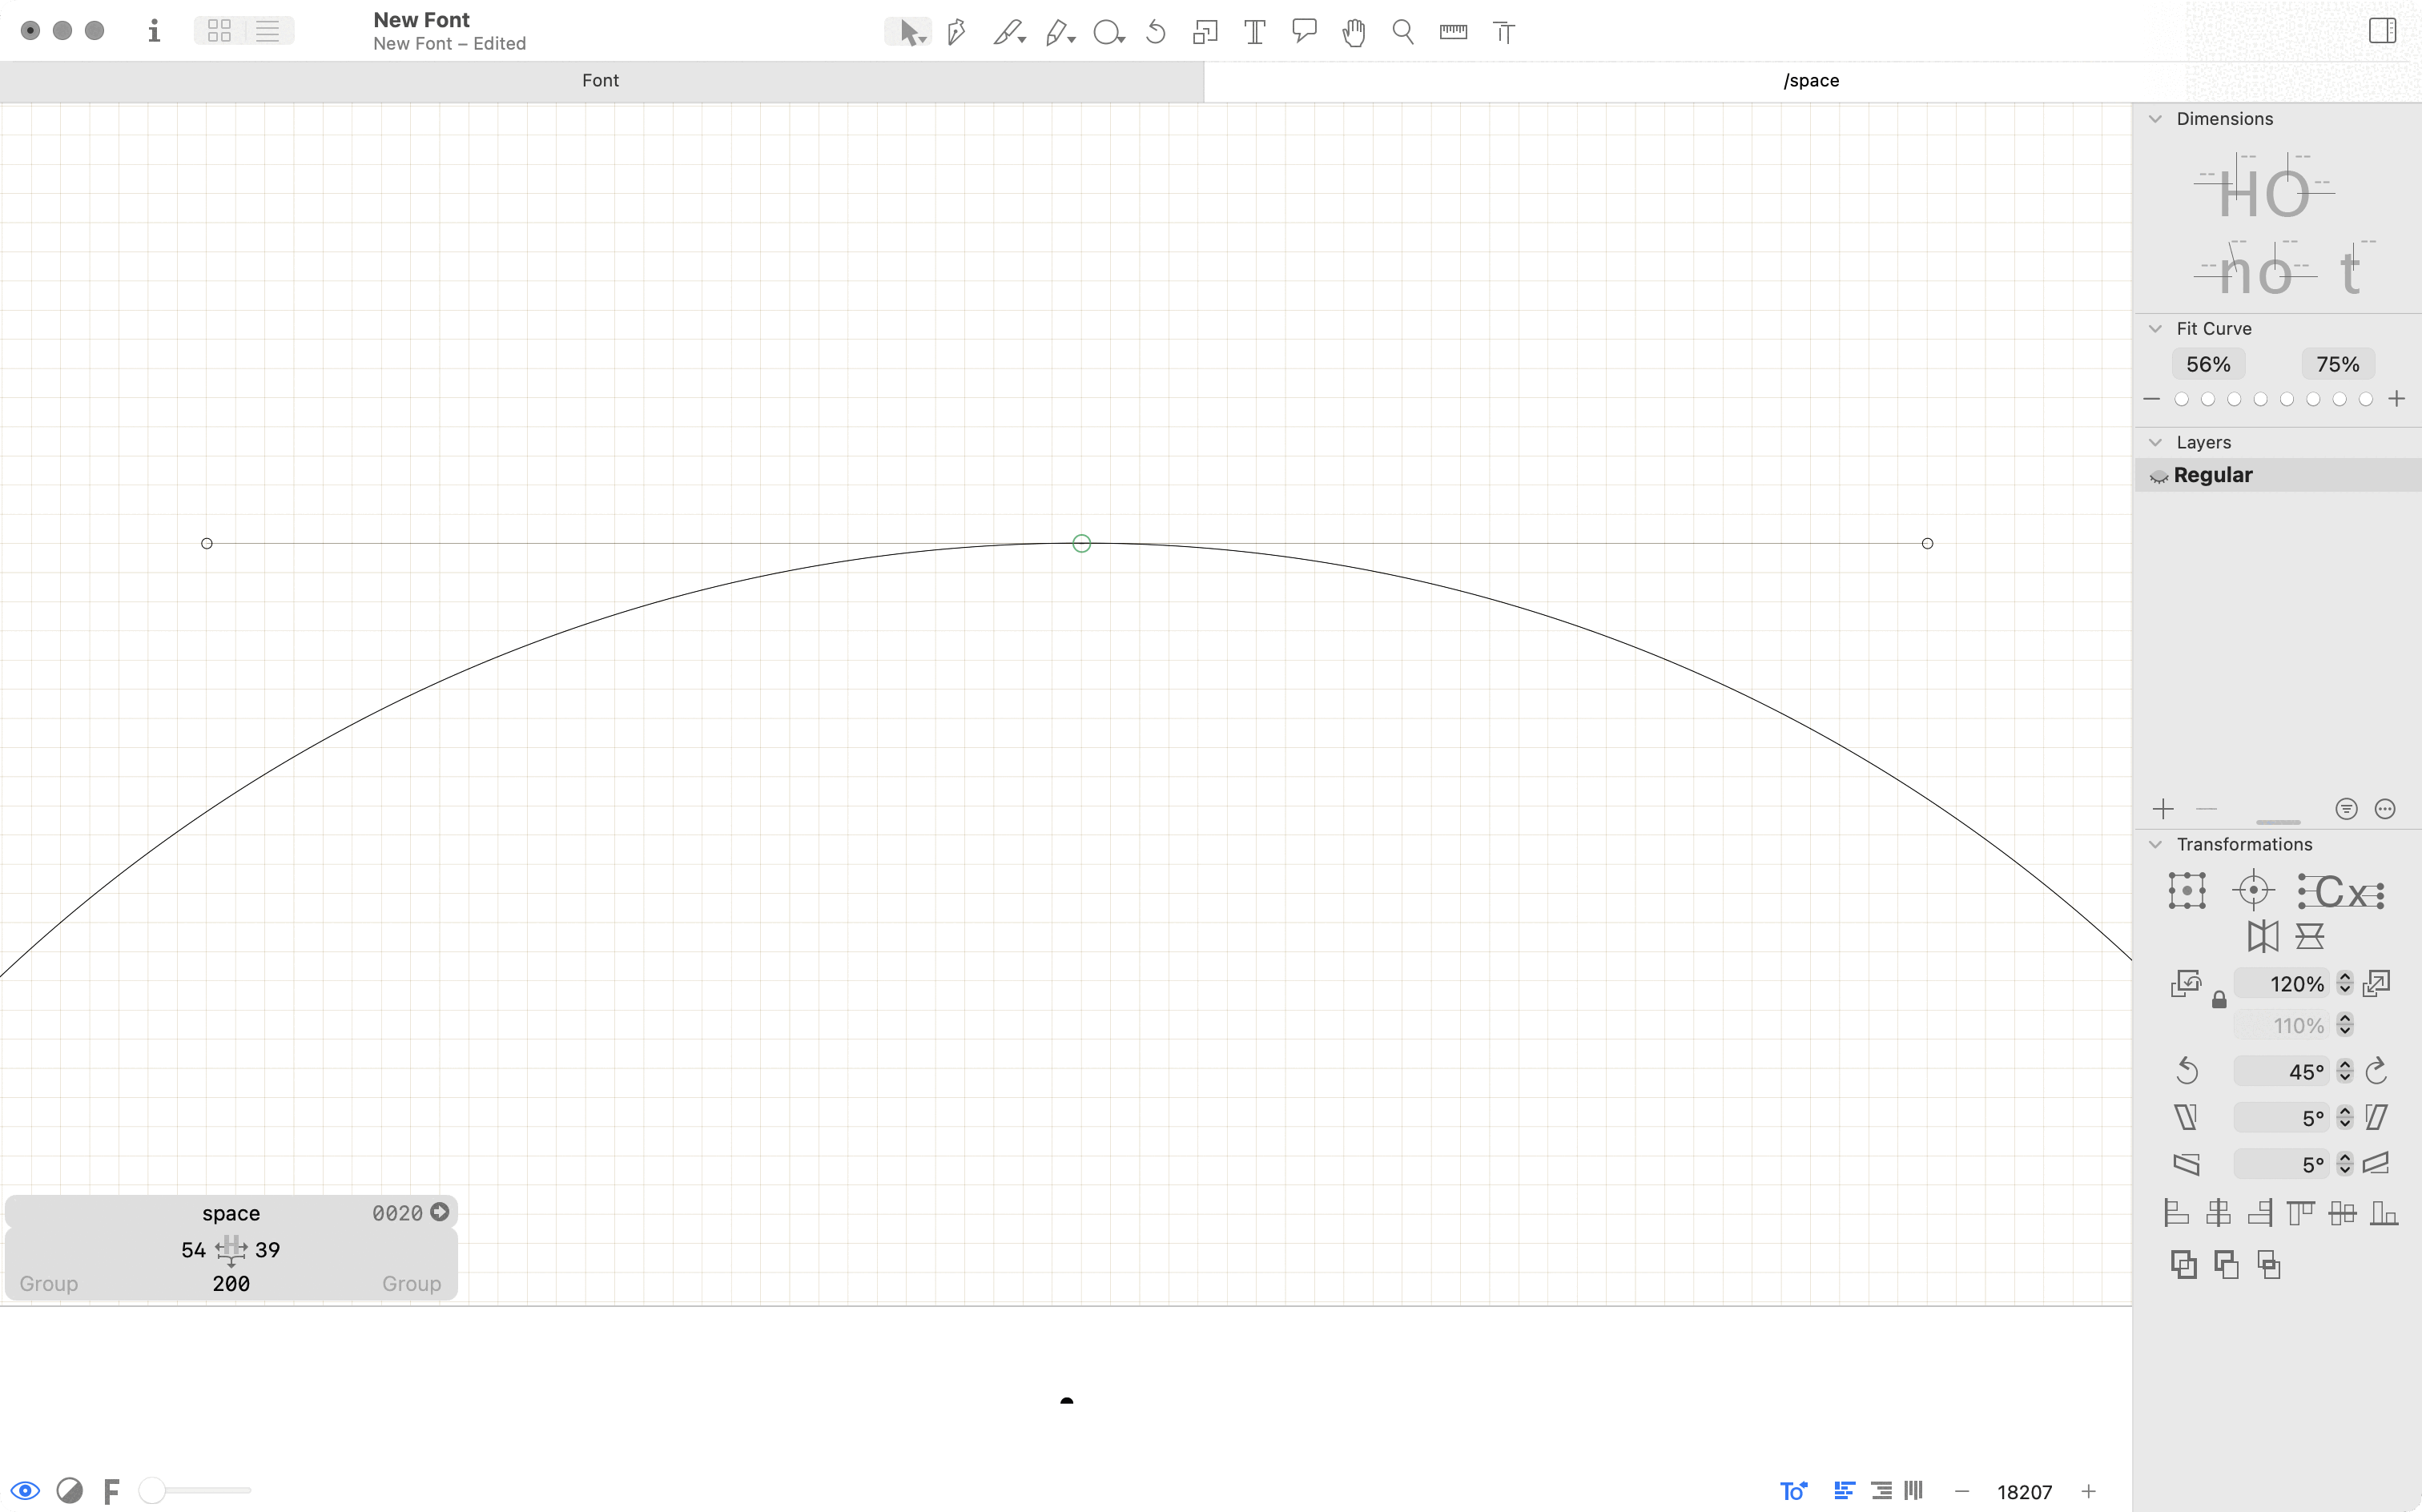 New Font
New Font – Edited
Font
/space
Dimensions
HO
no t
Fit Curve
56% 75%
Layers
Regular
Transformations
Cx
120%
110%
45°
5°
5°
space 0020
54 H 39
Group 200 Group
F
To
18207